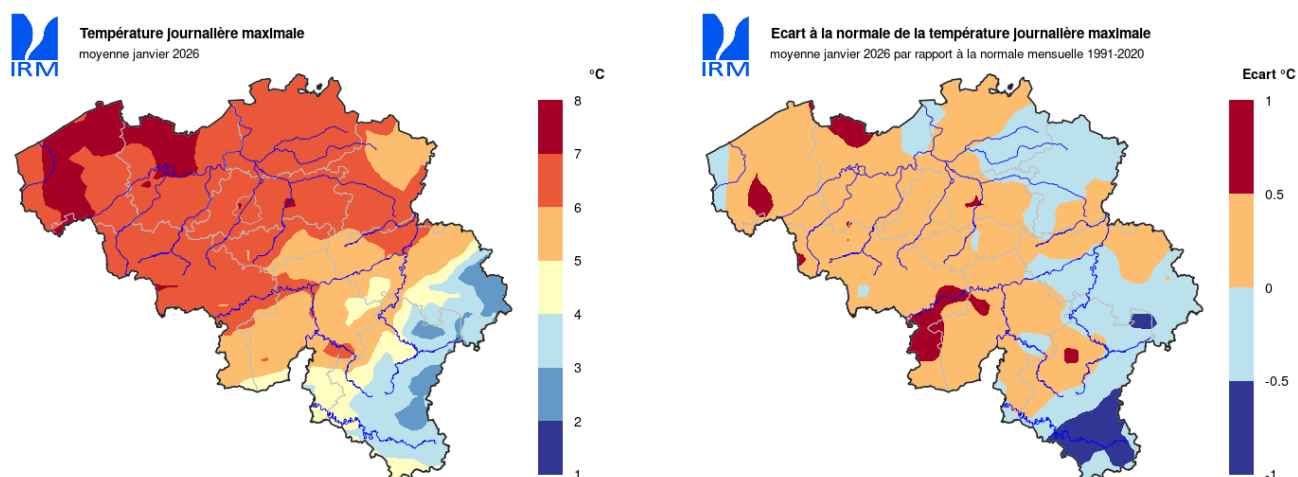 Température journalière maximale
moyenne janvier 2026
IRM
°C
8
7
6
5
4
3
2
1
Ecart à la normale de la température journalière maximale
moyenne janvier 2026 par rapport à la normale mensuelle 1991-2020
IRM
Ecart °C
1
0.5
0
-0.5
-1